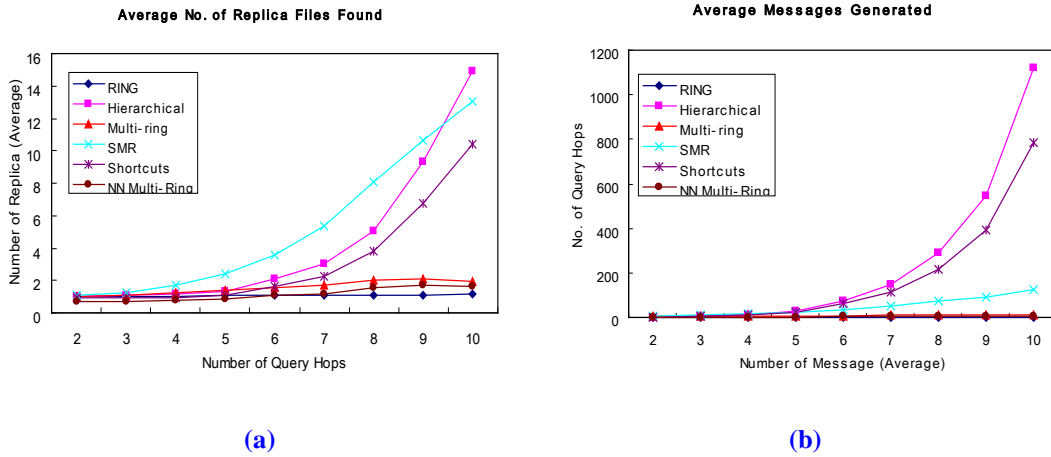 Average No. of Replica Files Found
Number of Replica (Average)
16
14
12
10
8
6
4
2
0
RING
Hierarchical
Multi-ring
SMR
Shortcuts
NN Multi-Ring
2 3 4 5 6 7 8 9 10
Number of Query Hops
(a)
Average Messages Generated
No. of Query Hops
1200
1000
800
600
400
200
0
RING
Hierarchical
Multi-ring
SMR
Shortcuts
NN Multi-Ring
2 3 4 5 6 7 8 9 10
Number of Message (Average)
(b)